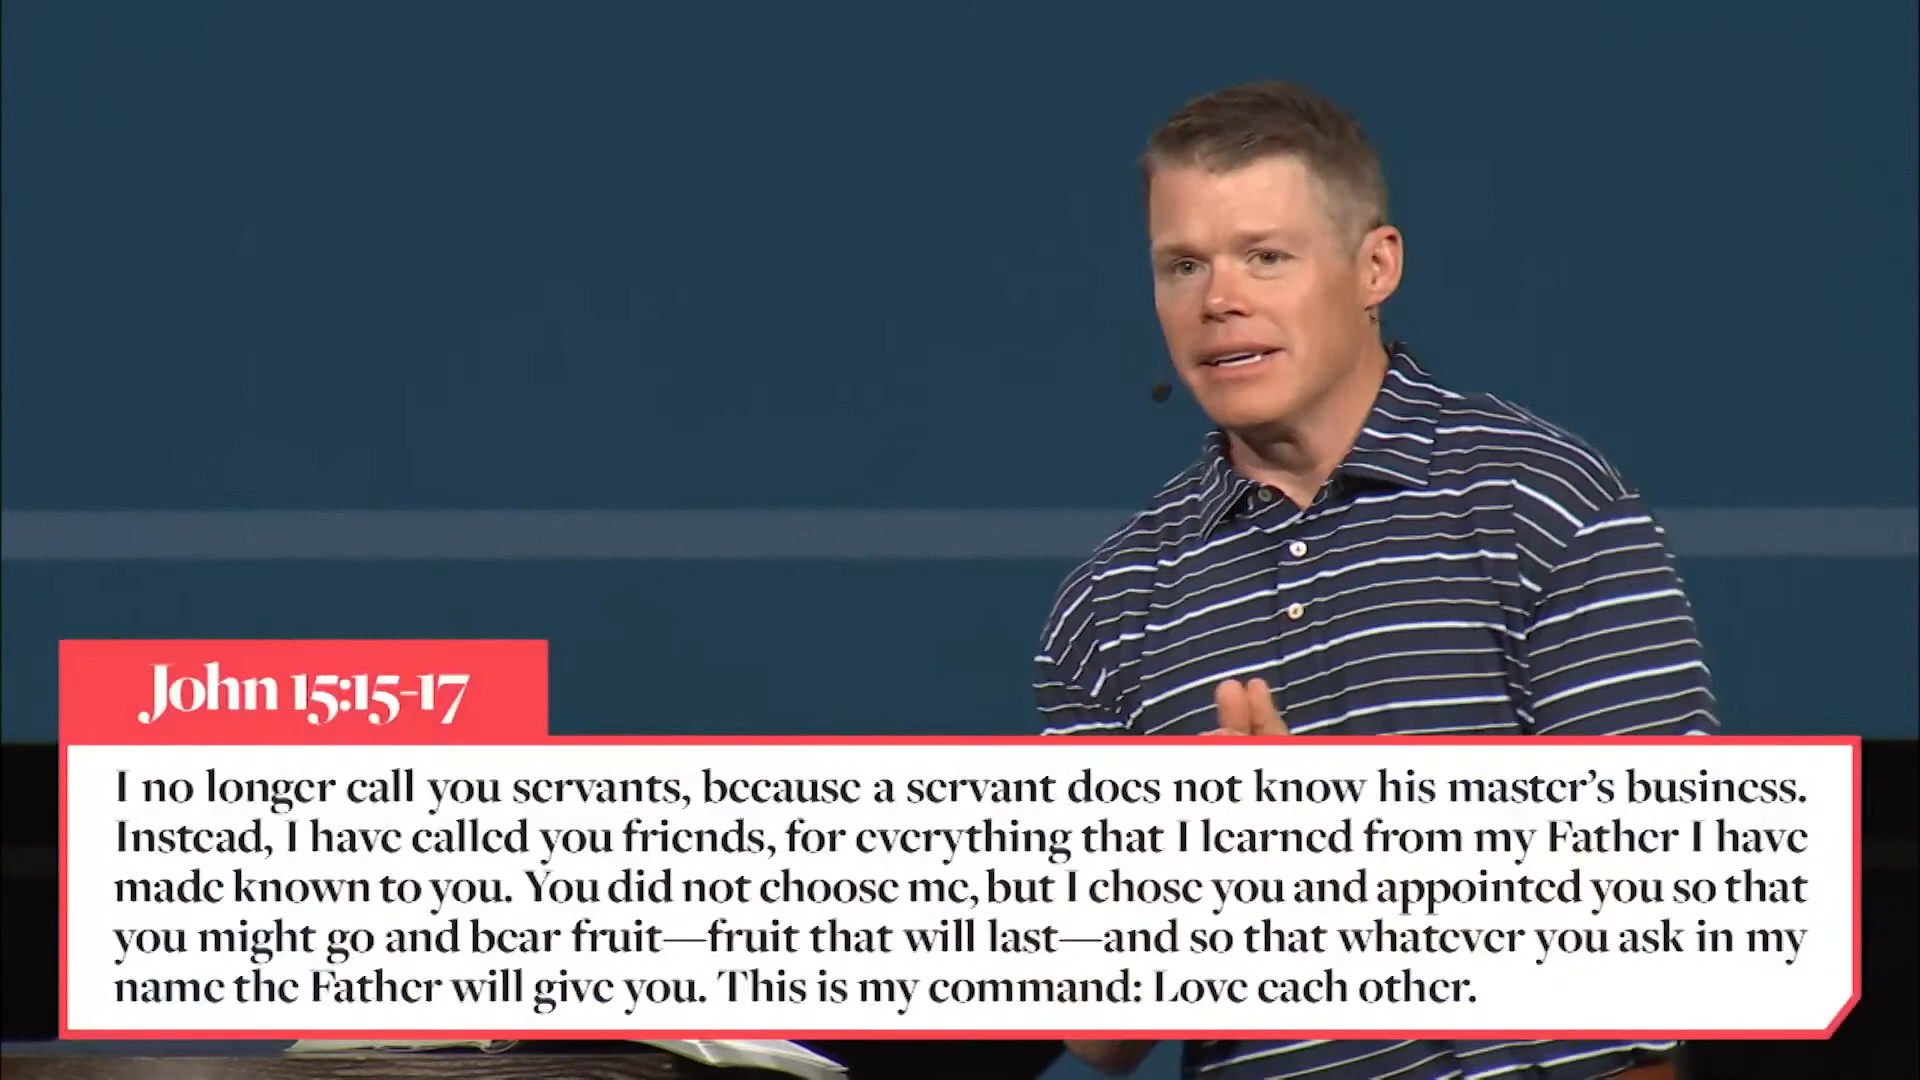 John 15:15-17
I no longer call you servants, because a servant does not know his master’s business.
Instead, I have called you friends, for everything that I learned from my Father I have
made known to you. You did not choose me, but I chose you and appointed you so that
you might go and bear fruit—fruit that will last—and so that whatever you ask in my
name the Father will give you. This is my command: Love each other.